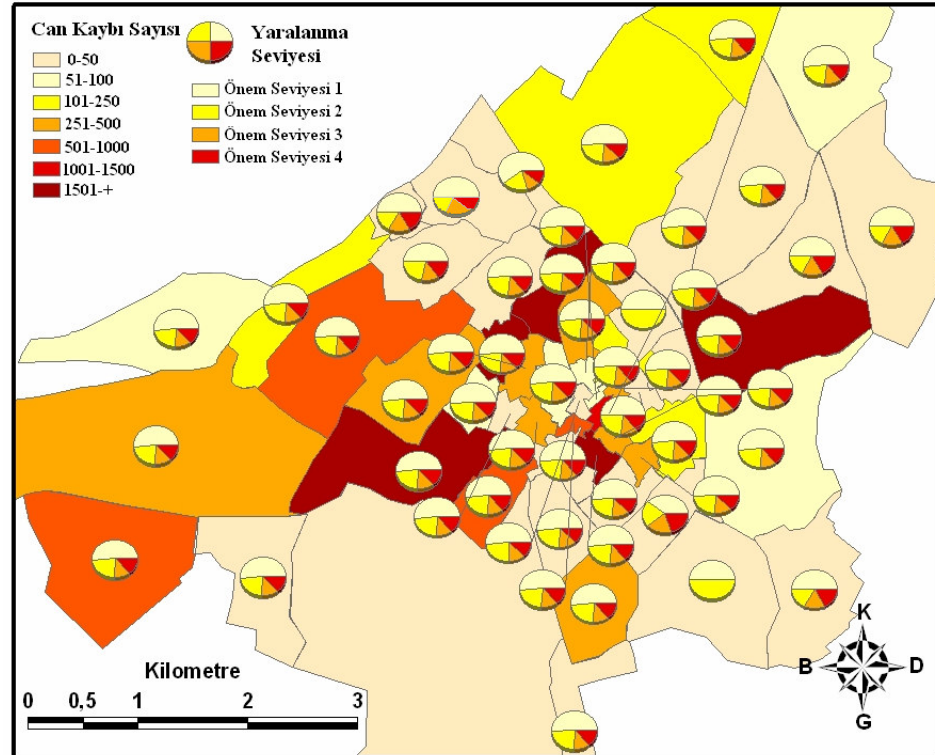 Can Kaybı Sayısı
0-50
51-100
101-250
251-500
501-1000
1001-1500
1501-+
Yaralanma
Seviyesi
Önem Seviyesi 1
Önem Seviyesi 2
Önem Seviyesi 3
Önem Seviyesi 4
Kilometre
0 0,5 1 2 3
K
B D
G